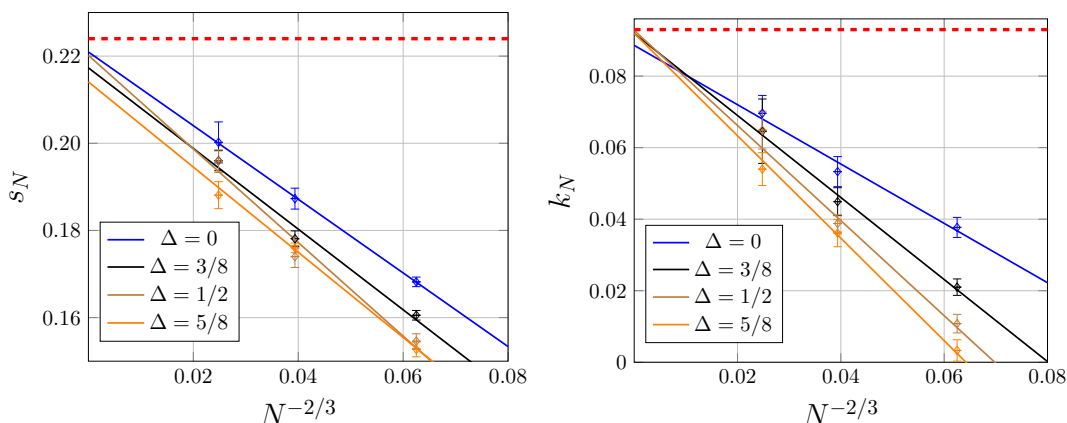 0.22
0.20
0.18
0.16
s_N
Δ = 0
Δ = 3/8
Δ = 1/2
Δ = 5/8
0.02 0.04 0.06 0.08
N^{-2/3}
0.08
0.06
0.04
0.02
0
k_N
Δ = 0
Δ = 3/8
Δ = 1/2
Δ = 5/8
0.02 0.04 0.06 0.08
N^{-2/3}